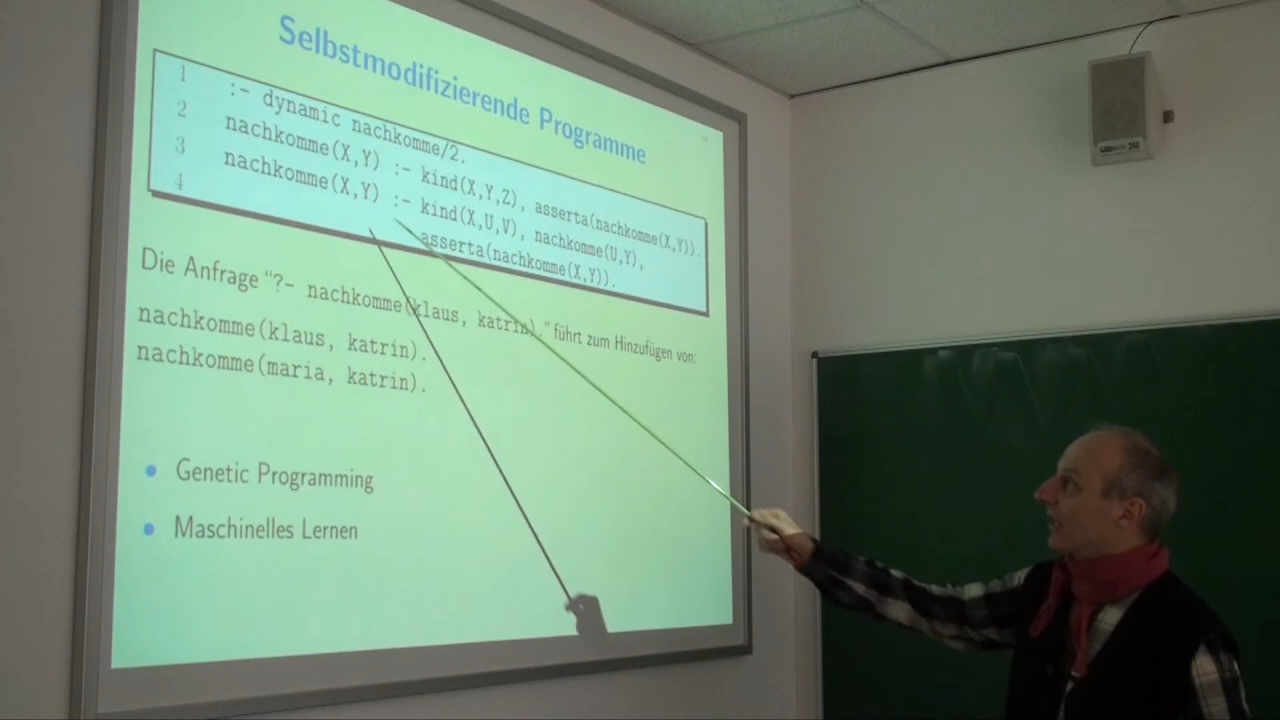 Selbstmodifizierende Programme
1 :- dynamic nachkomme/2.
2 nachkomme(X,Y) :- kind(X,Y,Z), asserta(nachkomme(X,Y)).
3 nachkomme(X,Y) :- kind(X,U,V), nachkomme(U,Y),
4 asserta(nachkomme(X,Y)).
Die Anfrage “?- nachkomme(klaus, katrin).” führt zum Hinzufügen von:
nachkomme(klaus, katrin).
nachkomme(maria, katrin).
• Genetic Programming
• Maschinelles Lernen